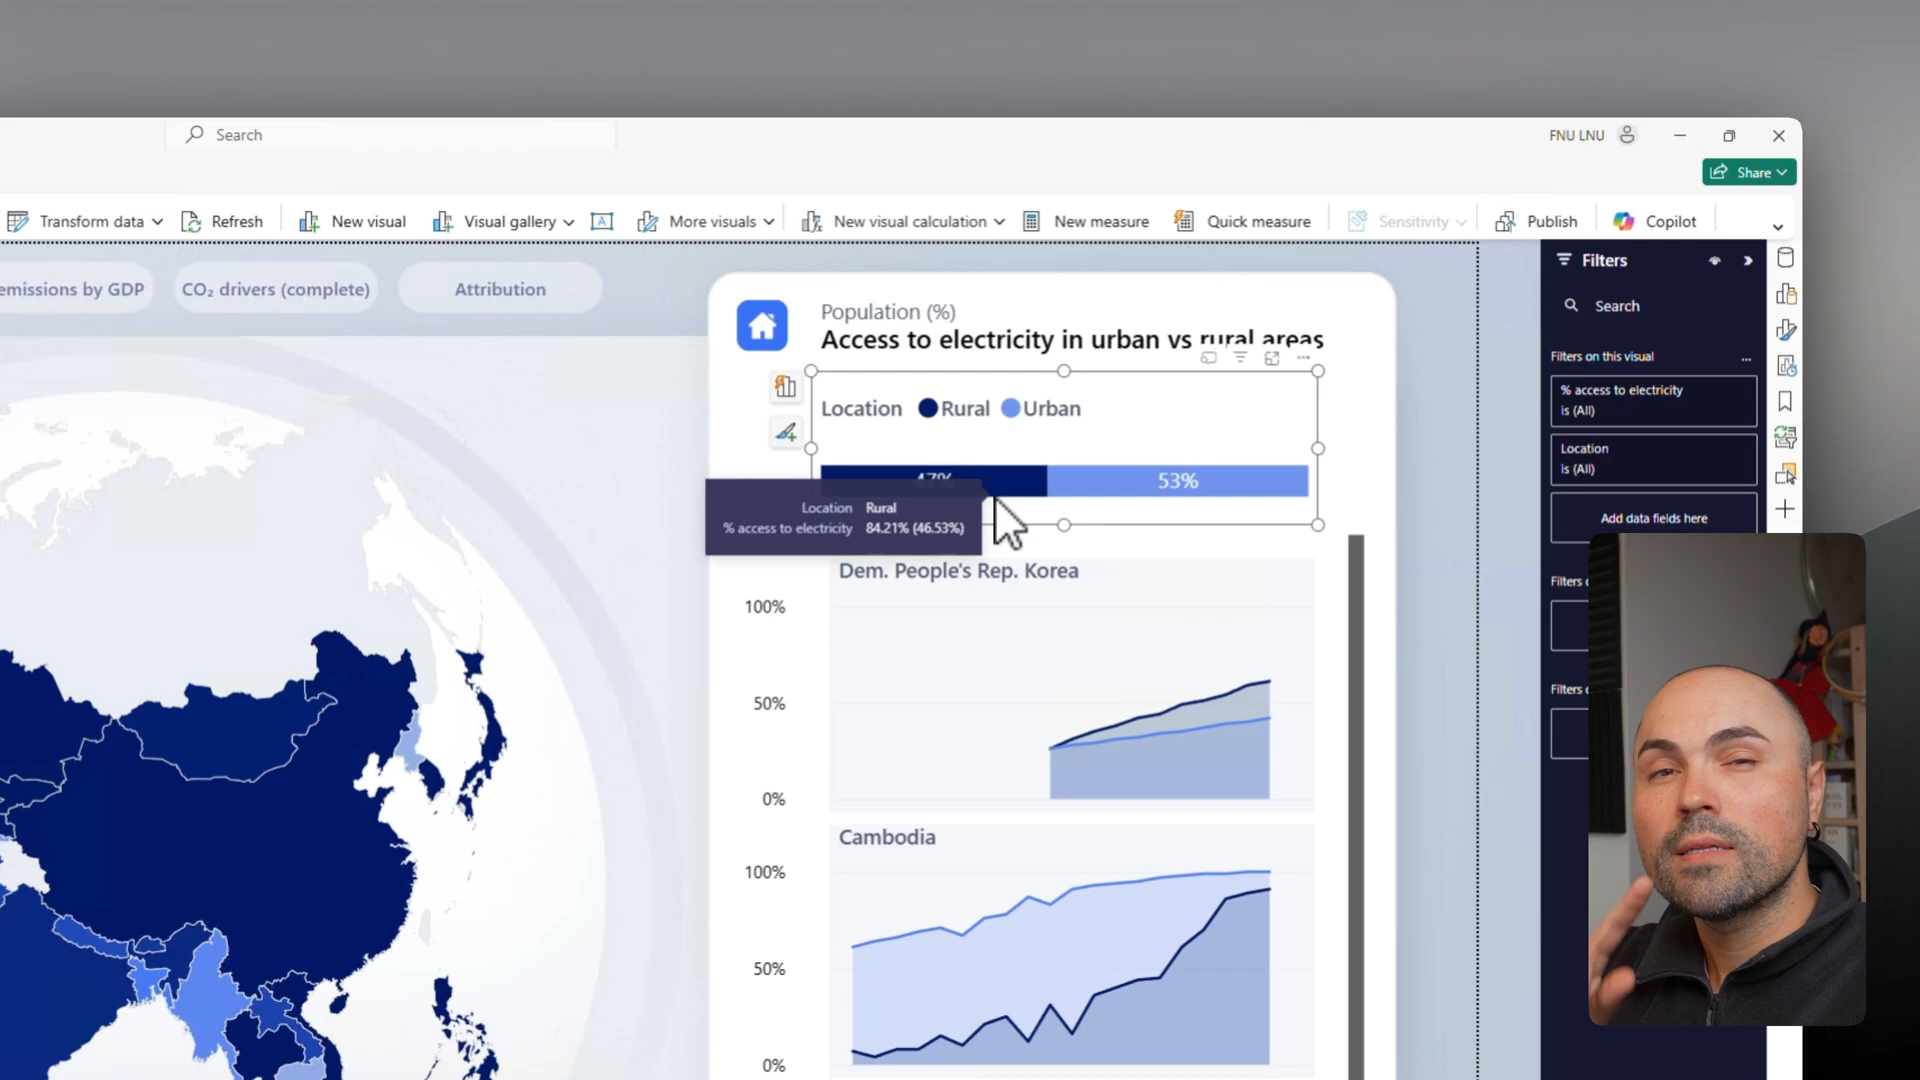 Search
FNU LNU
Share
Transform data
Refresh
New visual
Visual gallery
A
More visuals
New visual calculation
New measure
Quick measure
Sensitivity
Publish
Copilot
emissions by GDP
CO₂ drivers (complete)
Attribution
Population (%)
Access to electricity in urban vs rural areas
Location
Rural
Urban
47%
53%
Location Rural
% access to electricity 84.21% (46.53%)
Dem. People's Rep. Korea
100%
50%
0%
Cambodia
100%
50%
0%
Filters
Search
Filters on this visual
...
% access to electricity
is (All)
Location
is (All)
Add data fields here
Filters
Filters